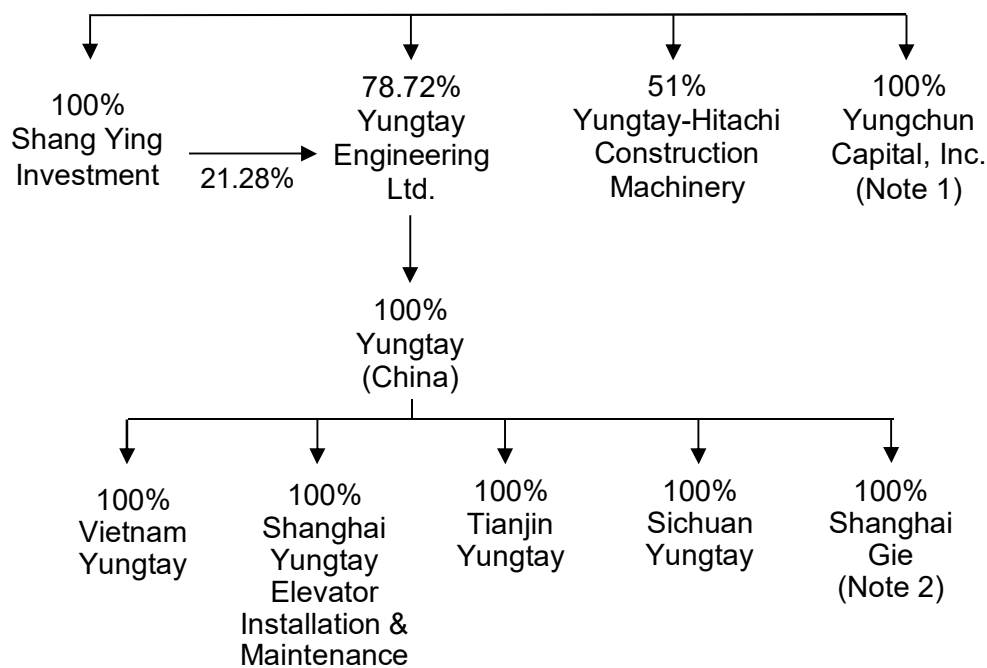 100%
Shang Ying
Investment
21.28%
78.72%
Yungtay
Engineering
Ltd.
51%
Yungtay-Hitachi
Construction
Machinery
100%
Yungchun
Capital, Inc.
(Note 1)
100%
Yungtay
(China)
100%
Vietnam
Yungtay
100%
Shanghai
Yungtay
Elevator
Installation &
Maintenance
100%
Tianjin
Yungtay
100%
Sichuan
Yungtay
100%
Shanghai
Gie
(Note 2)